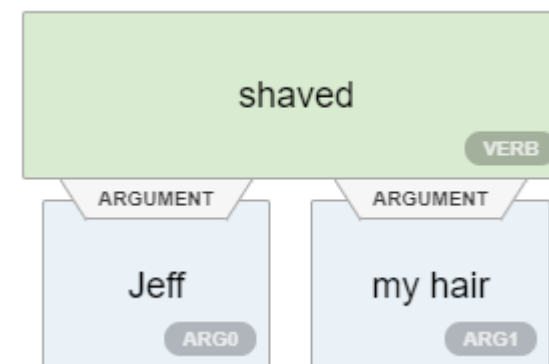 shaved
VERB
ARGUMENT ARGUMENT
Jeff my hair
ARG0 ARG1